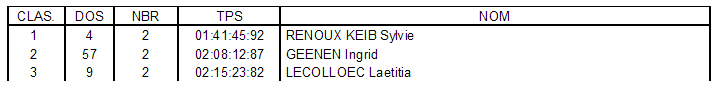 CLAS. DOS NBR TPS NOM
1 4 2 01:41:45:92 RENOUX KEIB Sylvie
2 57 2 02:08:12:87 GEENEN Ingrid
3 9 2 02:15:23:82 LECOLLOEC Laetitia